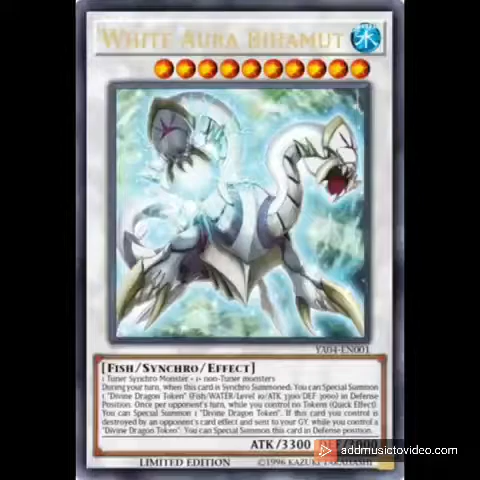 WHITE AURA BIHAMUT
YA04-EN001
[FISH/SYNCHRO/EFFECT]
1 Tuner Synchro Monster + 1+ non-Tuner monsters
During your turn, when this card is Synchro Summoned: You can Special Summon
1 "Divine Dragon Token" (Fish/WATER/Level 10/ATK 3300/DEF 3000) in Defense
Position. Once per opponent's turn, while you control no Tokens (Quick Effect):
You can Special Summon 1 "Divine Dragon Token". If this card you control is
destroyed by an opponent's card effect and sent to your GY, while you control a
"Divine Dragon Token": You can Special Summon this card in Defense position.
ATK/3300 DEF/3000
LIMITED EDITION ©1996 KAZUKI TAKAHASHI
addmusictovideo.com